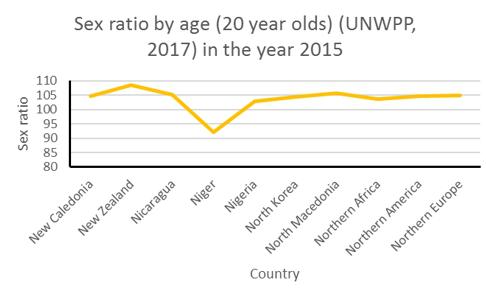 Sex ratio by age (20 year olds) (UNWPP,
2017) in the year 2015
110
105
100
95
90
85
80
Sex ratio
New Caledonia
New Zealand
Nicaragua
Niger
Nigeria
North Korea
North Macedonia
Northern Africa
Northern America
Northern Europe
Country